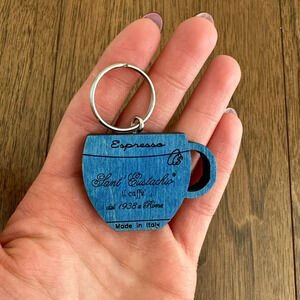 Espresso
Sant' Eustachio®
il caffè
dal 1938 a Roma
Made in Italy